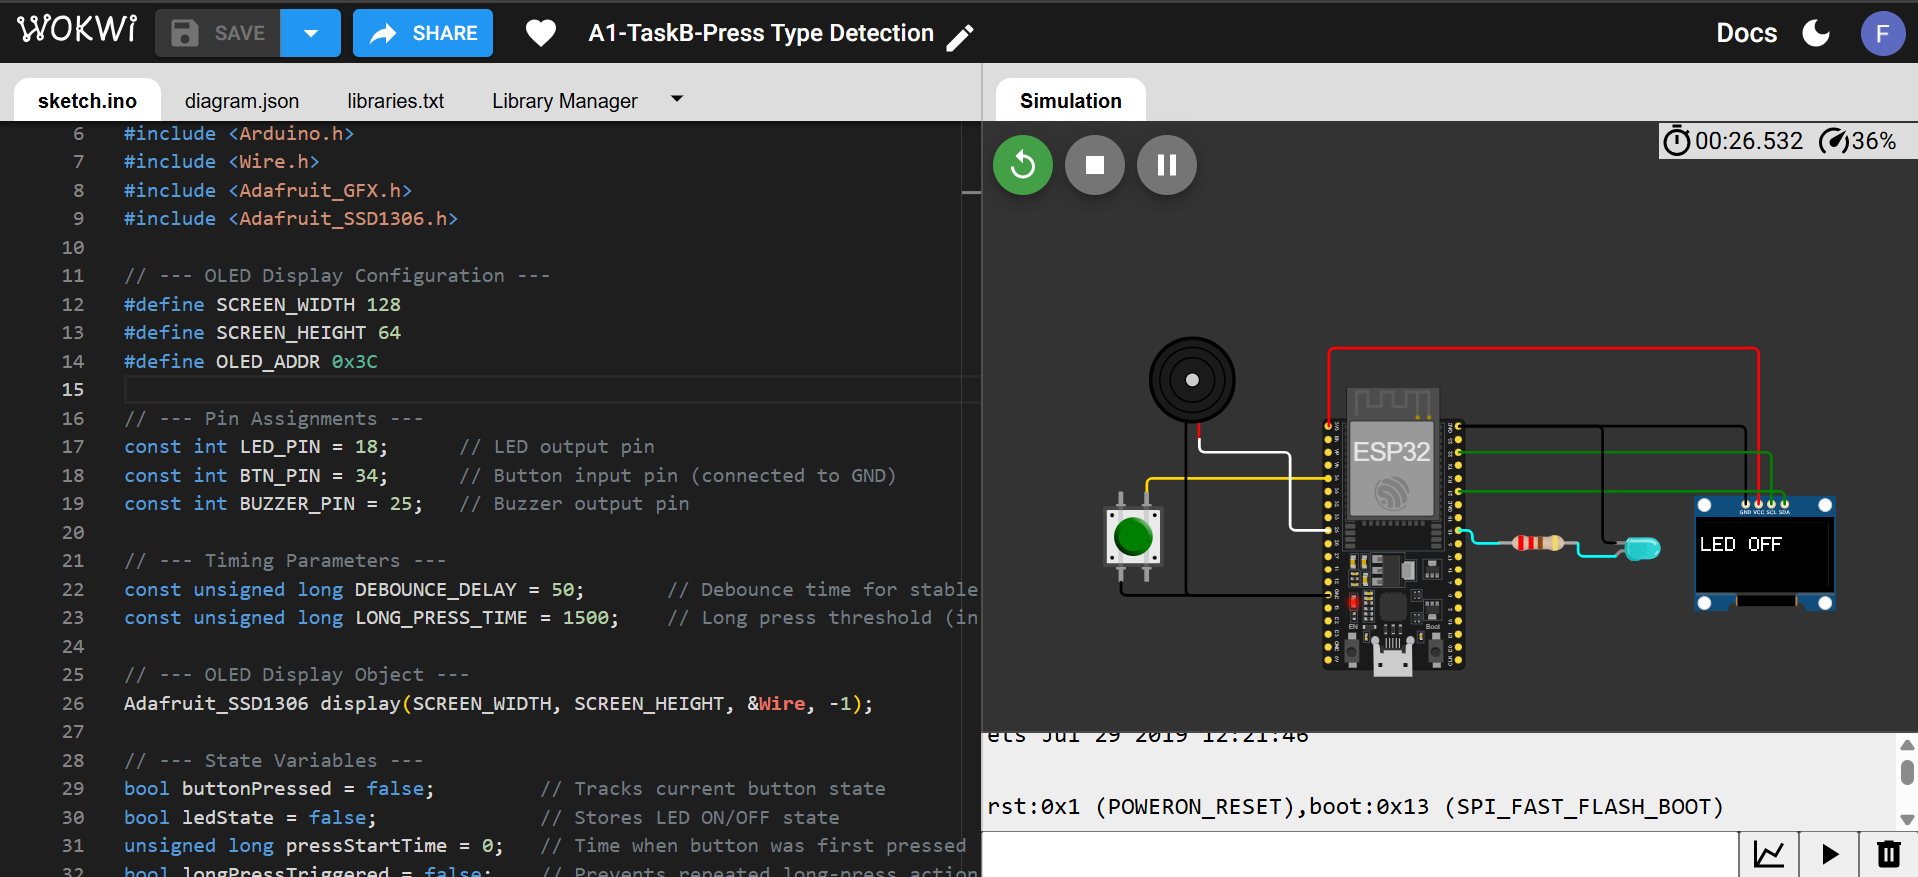 WOKWi
SAVE
SHARE
A1-TaskB-Press Type Detection
Docs
F
sketch.ino
diagram.json
libraries.txt
Library Manager
6 #include <Arduino.h>
7 #include <Wire.h>
8 #include <Adafruit_GFX.h>
9 #include <Adafruit_SSD1306.h>
10
11 // --- OLED Display Configuration ---
12 #define SCREEN_WIDTH 128
13 #define SCREEN_HEIGHT 64
14 #define OLED_ADDR 0x3C
15
16 // --- Pin Assignments ---
17 const int LED_PIN = 18; // LED output pin
18 const int BTN_PIN = 34; // Button input pin (connected to GND)
19 const int BUZZER_PIN = 25; // Buzzer output pin
20
21 // --- Timing Parameters ---
22 const unsigned long DEBOUNCE_DELAY = 50; // Debounce time for stable
23 const unsigned long LONG_PRESS_TIME = 1500; // Long press threshold (in
24
25 // --- OLED Display Object ---
26 Adafruit_SSD1306 display(SCREEN_WIDTH, SCREEN_HEIGHT, &Wire, -1);
27
28 // --- State Variables ---
29 bool buttonPressed = false; // Tracks current button state
30 bool ledState = false; // Stores LED ON/OFF state
31 unsigned long pressStartTime = 0; // Time when button was first pressed
32 bool longPressTriggered = false; // Prevents repeated long-press action
Simulation
00:26.532 36%
ESP32
EN
Boot
GND VCC SCL SDA
LED OFF
ets Jul 29 2019 12:21:46
rst:0x1 (POWERON_RESET),boot:0x13 (SPI_FAST_FLASH_BOOT)